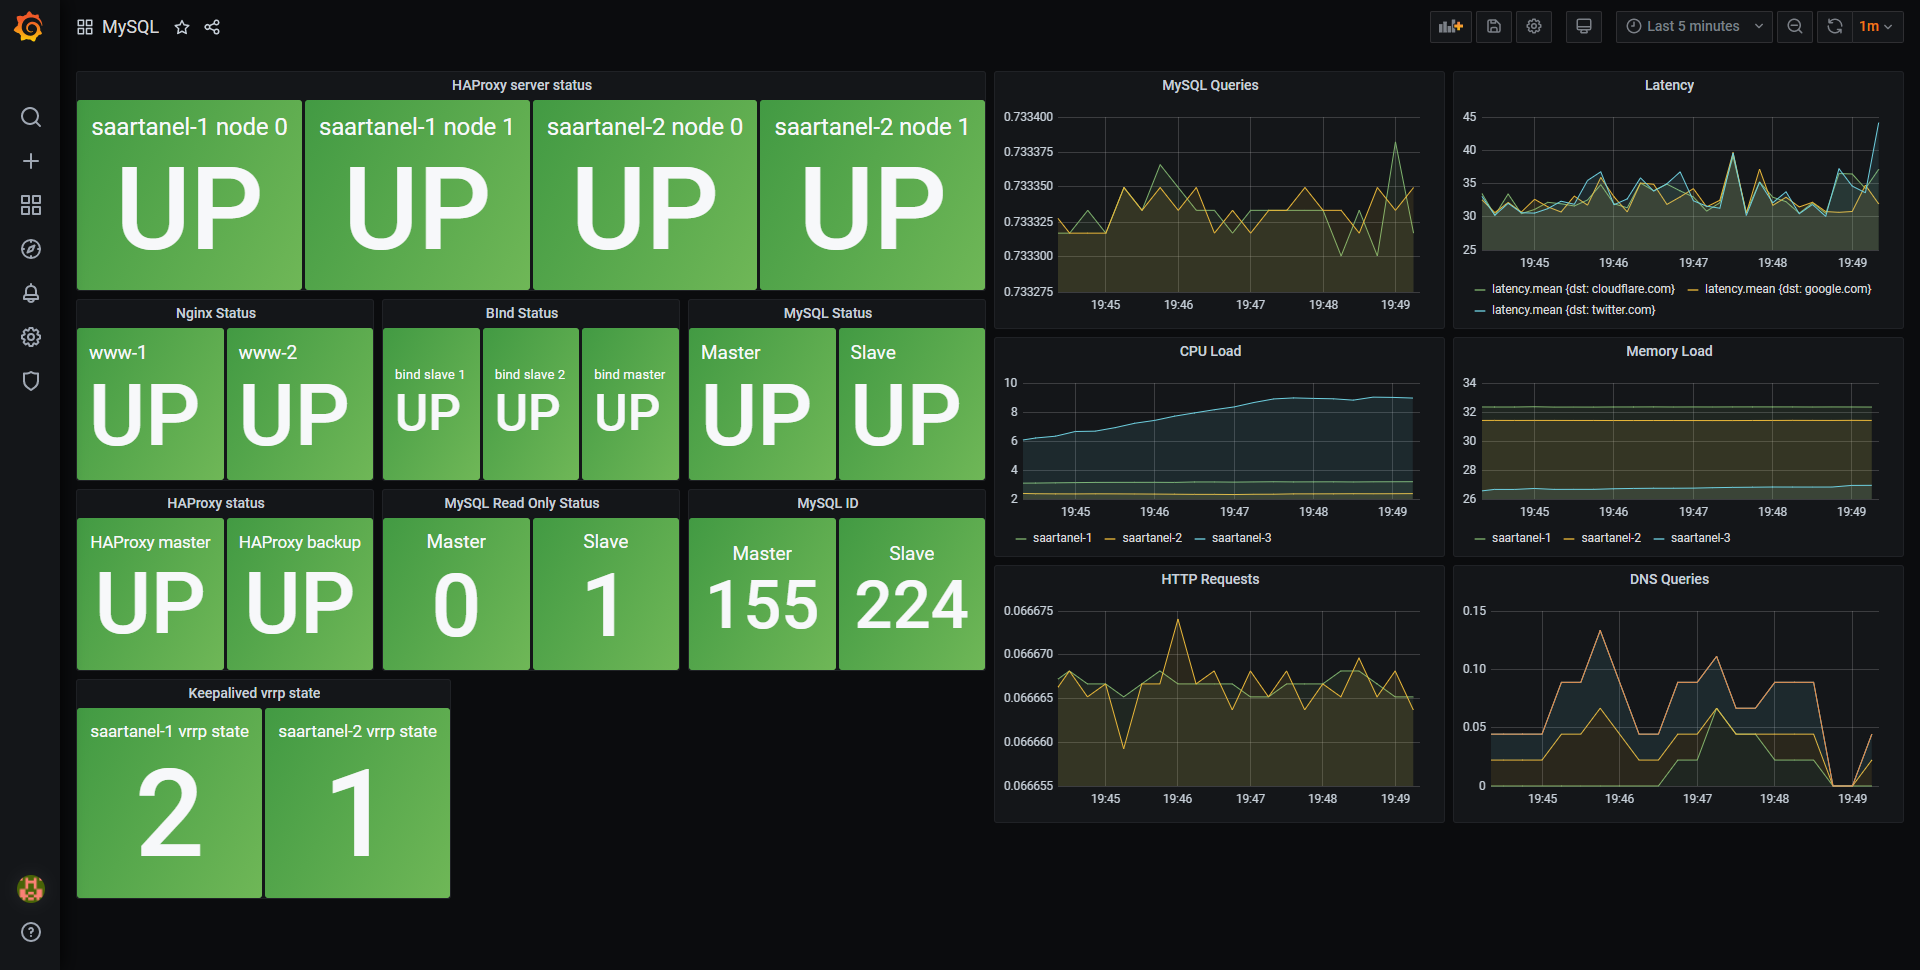 MySQL
Last 5 minutes
1m
HAProxy server status
saartanel-1 node 0
UP
saartanel-1 node 1
UP
saartanel-2 node 0
UP
saartanel-2 node 1
UP
Nginx Status
www-1
UP
www-2
UP
BInd Status
bind slave 1
UP
bind slave 2
UP
bind master
UP
MySQL Status
Master
UP
Slave
UP
HAProxy status
HAProxy master
UP
HAProxy backup
UP
MySQL Read Only Status
Master
0
Slave
1
MySQL ID
Master
155
Slave
224
Keepalived vrrp state
saartanel-1 vrrp state
2
saartanel-2 vrrp state
1
MySQL Queries
0.733400
0.733375
0.733350
0.733325
0.733300
0.733275
19:45 19:46 19:47 19:48 19:49
Latency
45
40
35
30
25
19:45 19:46 19:47 19:48 19:49
latency.mean {dst: cloudflare.com} latency.mean {dst: google.com}
latency.mean {dst: twitter.com}
CPU Load
10
8
6
4
2
19:45 19:46 19:47 19:48 19:49
saartanel-1 saartanel-2 saartanel-3
Memory Load
34
32
30
28
26
19:45 19:46 19:47 19:48 19:49
saartanel-1 saartanel-2 saartanel-3
HTTP Requests
0.066675
0.066670
0.066665
0.066660
0.066655
19:45 19:46 19:47 19:48 19:49
DNS Queries
0.15
0.10
0.05
0
19:45 19:46 19:47 19:48 19:49